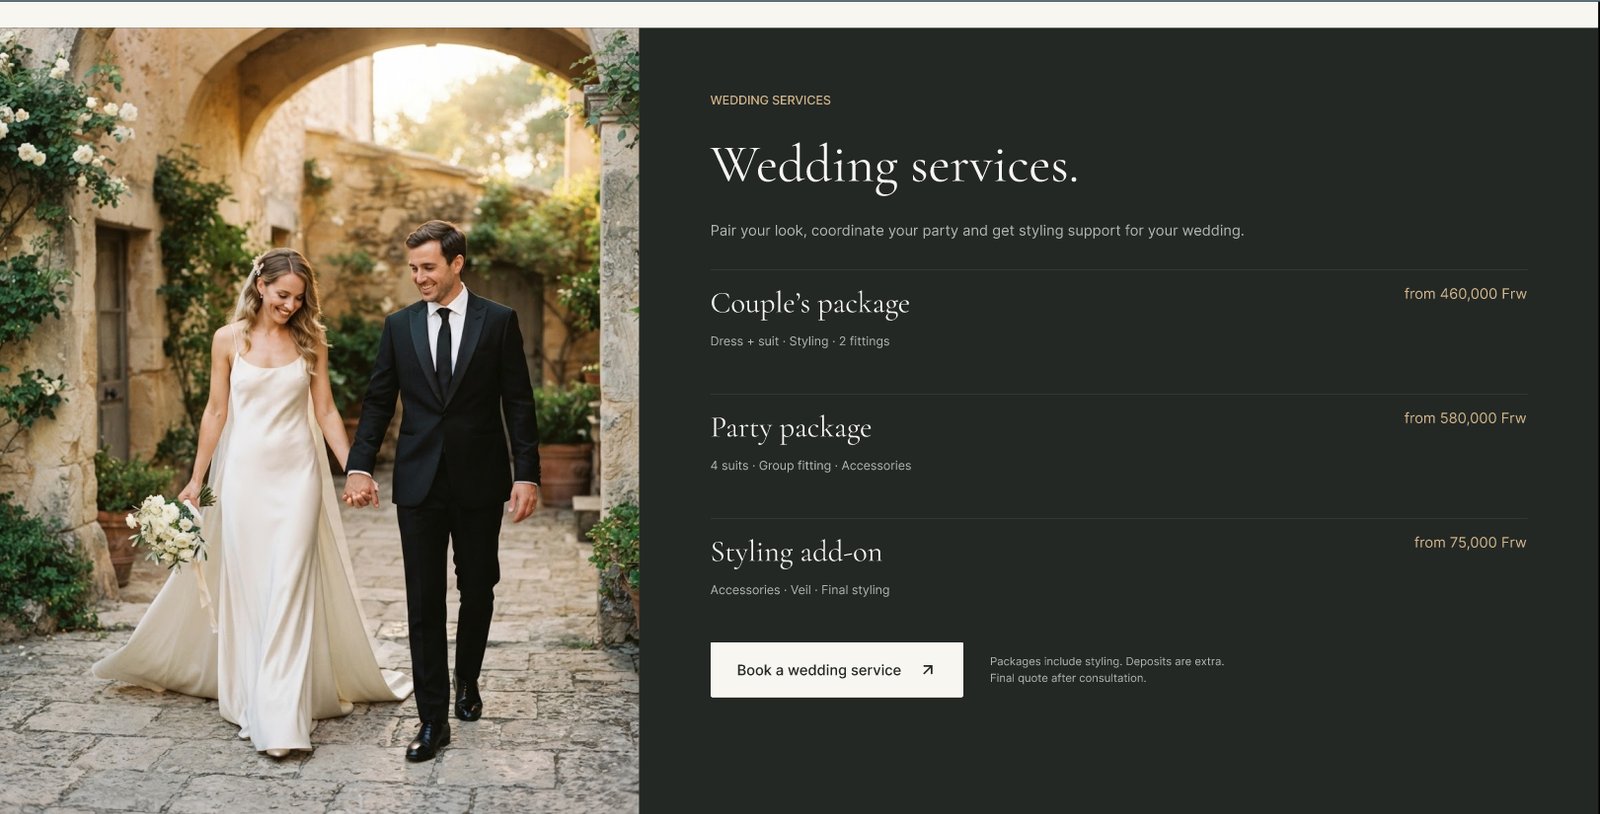 WEDDING SERVICES
Wedding services.
Pair your look, coordinate your party and get styling support for your wedding.
Couple’s package
from 460,000 Frw
Dress + suit · Styling · 2 fittings
Party package
from 580,000 Frw
4 suits · Group fitting · Accessories
Styling add-on
from 75,000 Frw
Accessories · Veil · Final styling
Book a wedding service
Packages include styling. Deposits are extra.
Final quote after consultation.